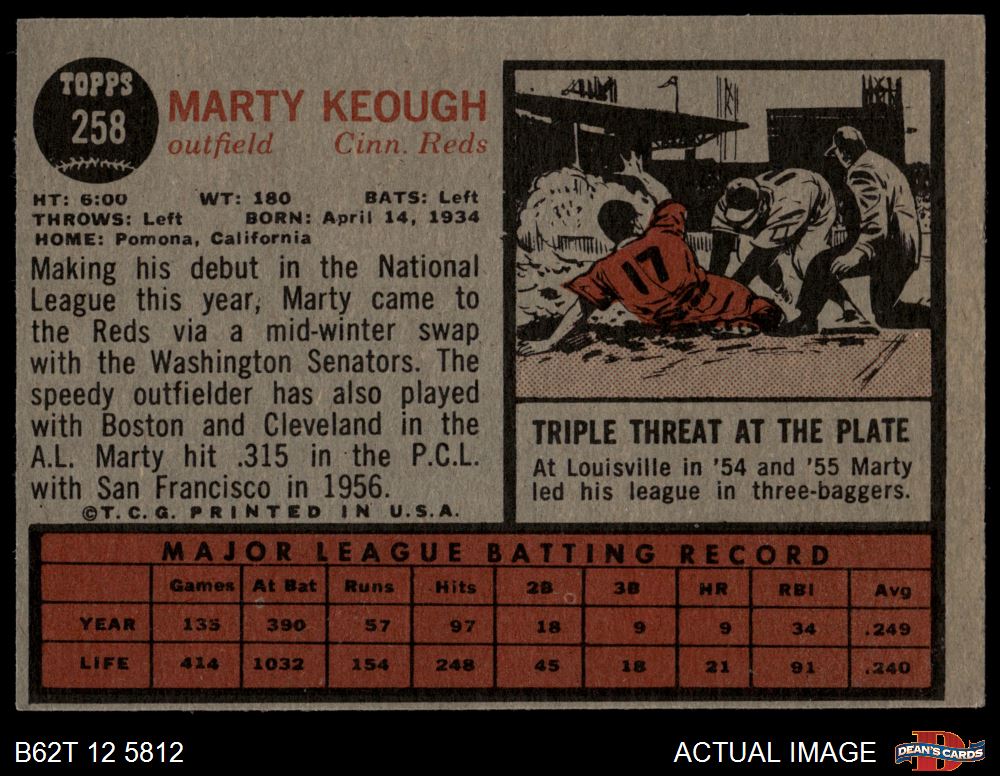 TOPPS
258
MARTY KEOUGH
outfield Cinn. Reds
HT: 6:00 WT: 180 BATS: Left
THROWS: Left BORN: April 14, 1934
HOME: Pomona, California
Making his debut in the National
League this year, Marty came to
the Reds via a mid-winter swap
with the Washington Senators. The
speedy outfielder has also played
with Boston and Cleveland in the
A.L. Marty hit .315 in the P.C.L.
with San Francisco in 1956.
©T.C.G. PRINTED IN U.S.A.
17
TRIPLE THREAT AT THE PLATE
At Louisville in '54 and '55 Marty
led his league in three-baggers.
MAJOR LEAGUE BATTING RECORD
Games At Bat Runs Hits 2B 3B HR RBI Avg
YEAR 135 390 57 97 18 9 9 34 .249
LIFE 414 1032 154 248 45 18 21 91 .240
B62T 12 5812
ACTUAL IMAGE
D
DEAN'S CARDS